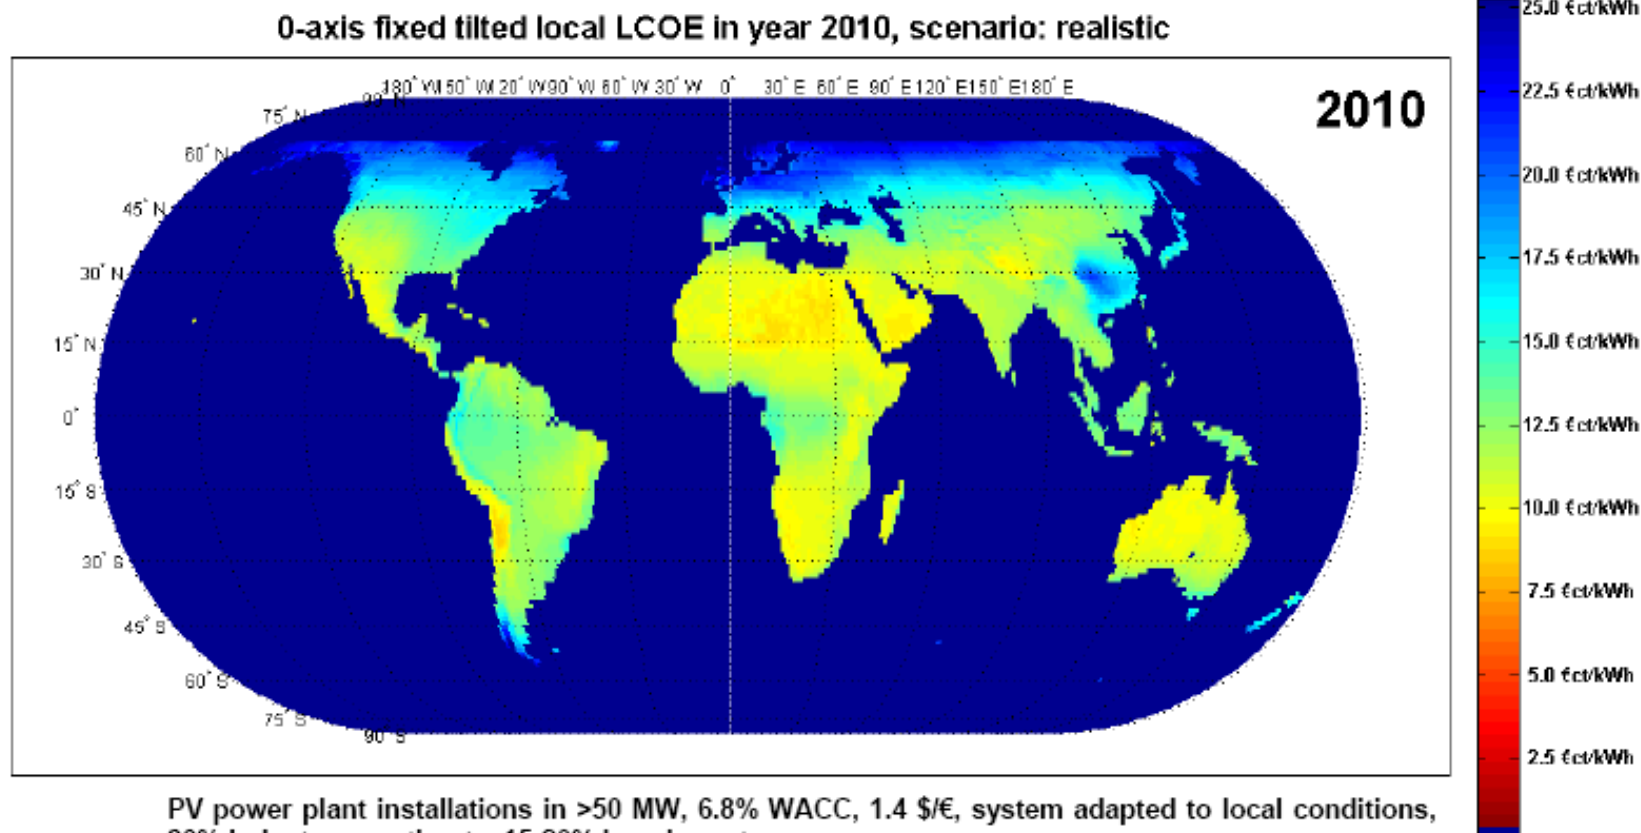 0-axis fixed tilted local LCOE in year 2010, scenario: realistic
2010
180° W 150° W 120° W 90° W 60° W 30° W 0° 30° E 60° E 90° E 120° E 150° E 180° E
90° N
75° N
60° N
45° N
30° N
15° N
0°
15° S
30° S
45° S
60° S
75° S
90° S
25.0 €ct/kWh
22.5 €ct/kWh
20.0 €ct/kWh
17.5 €ct/kWh
15.0 €ct/kWh
12.5 €ct/kWh
10.0 €ct/kWh
7.5 €ct/kWh
5.0 €ct/kWh
2.5 €ct/kWh
PV power plant installations in >50 MW, 6.8% WACC, 1.4 $/€, system adapted to local conditions,